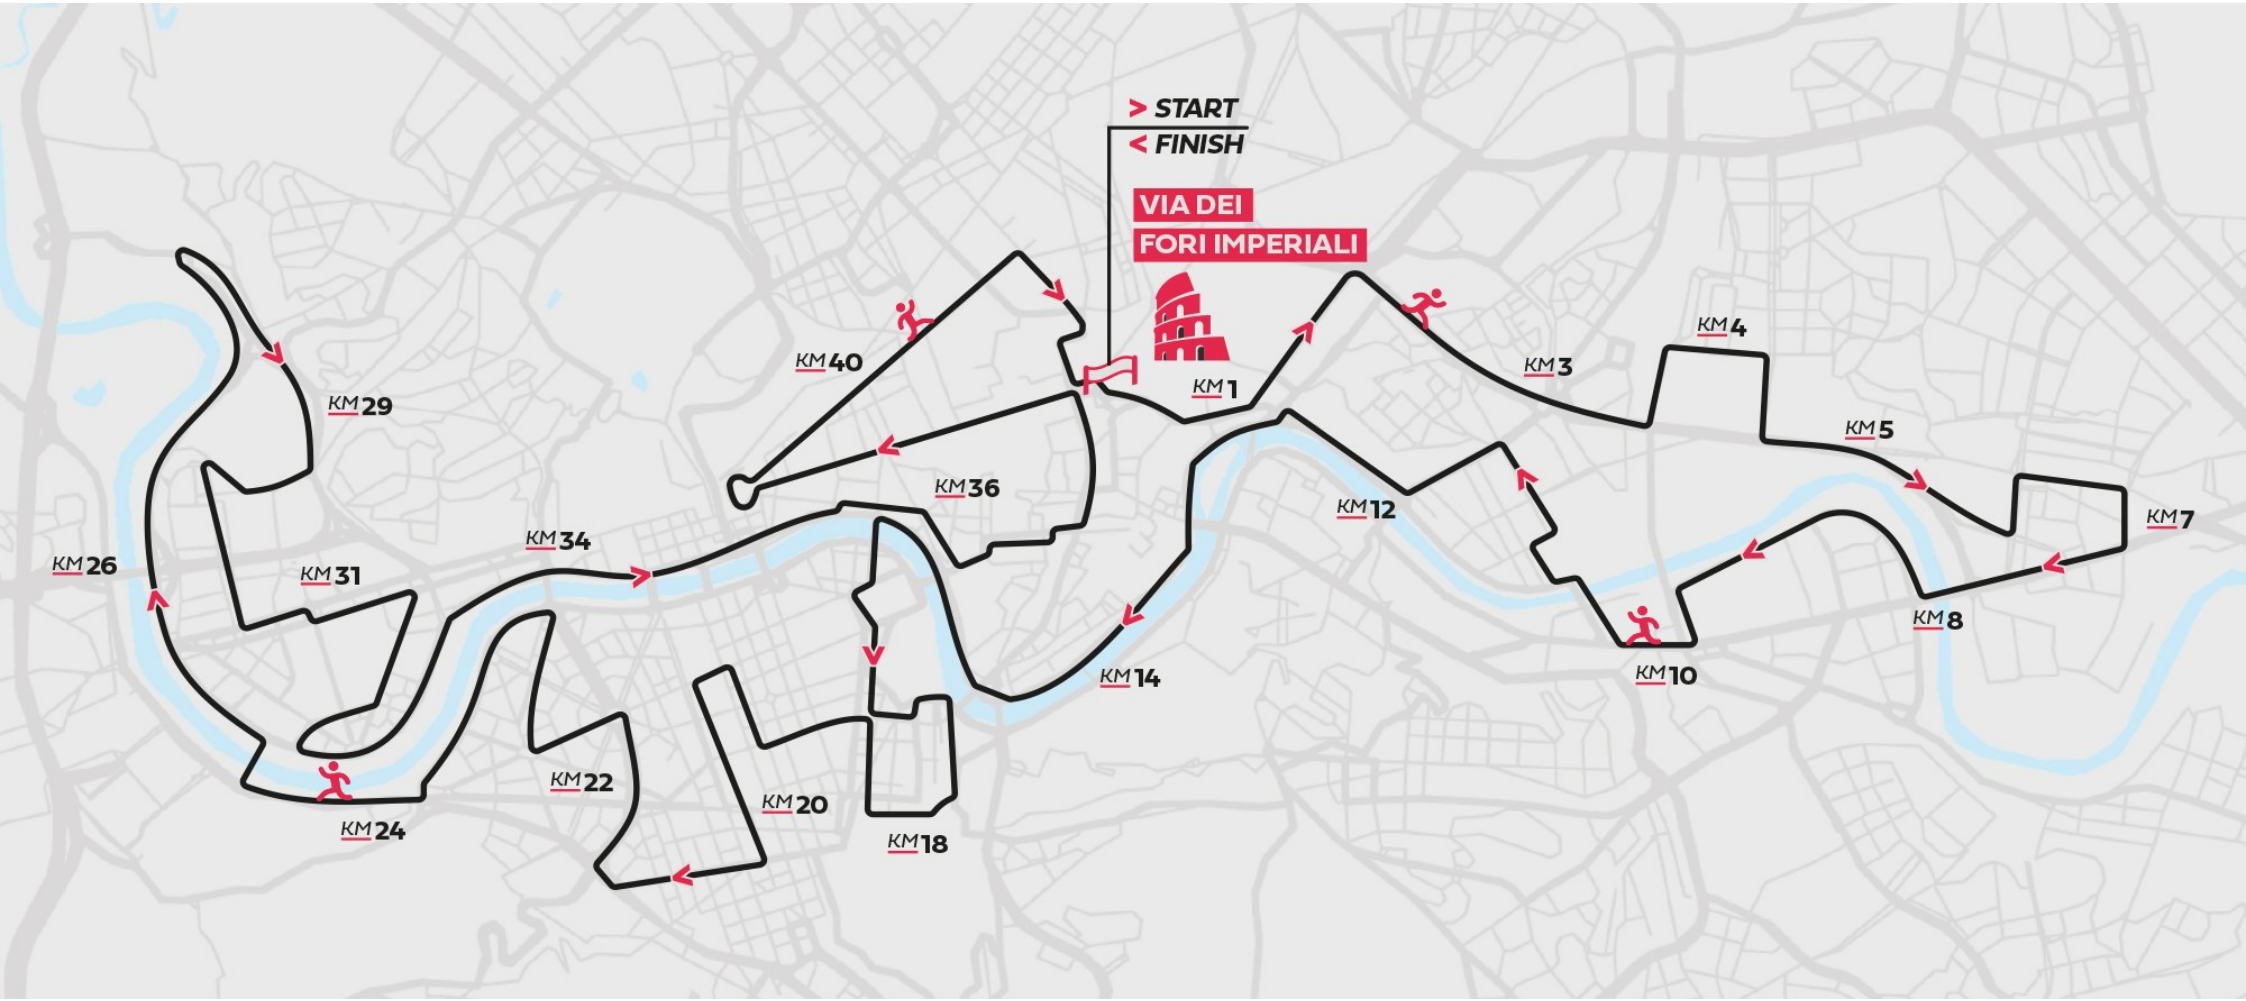 > START
< FINISH
VIA DEI
FORI IMPERIALI
KM 1
KM 3
KM 4
KM 5
KM 7
KM 8
KM 10
KM 12
KM 14
KM 18
KM 20
KM 22
KM 24
KM 26
KM 29
KM 31
KM 34
KM 36
KM 40